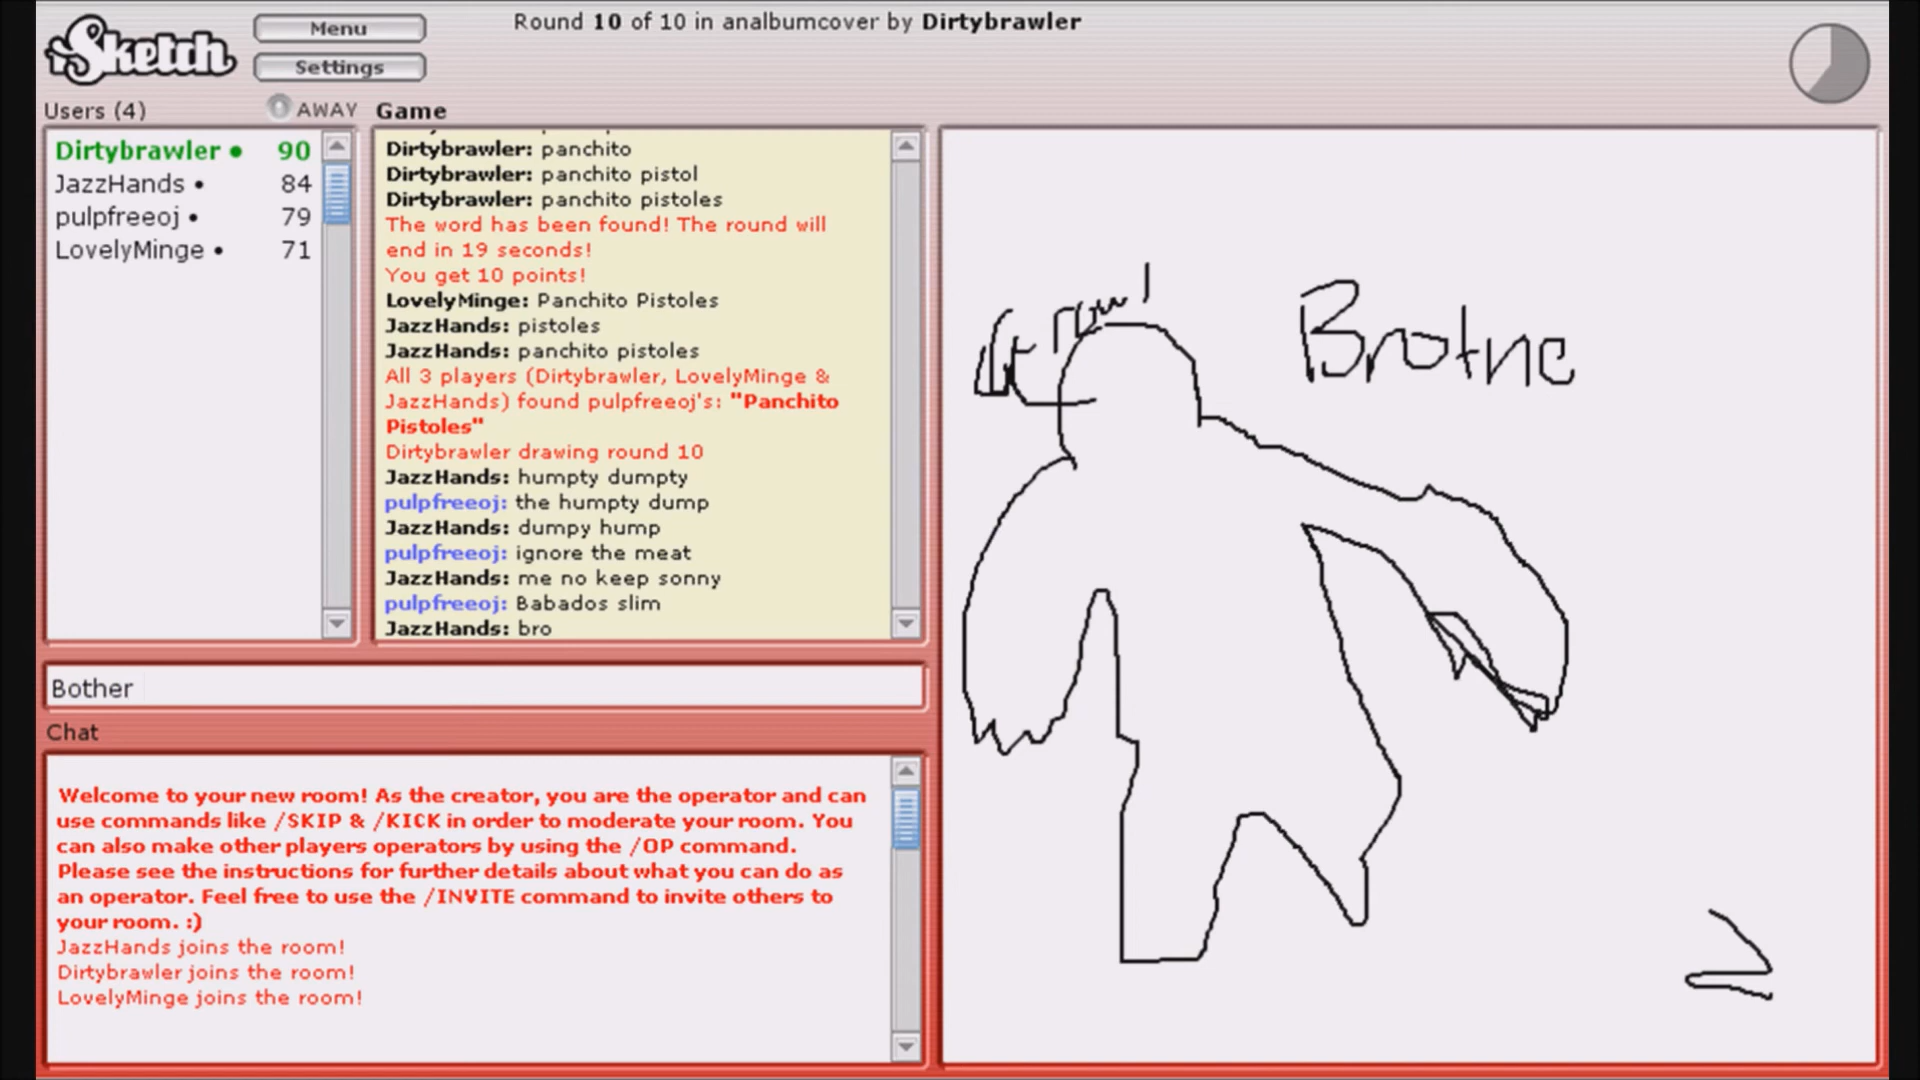 iSketch
Menu
Settings
Round 10 of 10 in analbumcover by Dirtybrawler
Users (4)
AWAY
Game
Dirtybrawler • 90
JazzHands • 84
pulpfreeoj • 79
LovelyMinge • 71
Dirtybrawler: panchito
Dirtybrawler: panchito pistol
Dirtybrawler: panchito pistoles
The word has been found! The round will
end in 19 seconds!
You get 10 points!
LovelyMinge: Panchito Pistoles
JazzHands: pistoles
JazzHands: panchito pistoles
All 3 players (Dirtybrawler, LovelyMinge &
JazzHands) found pulpfreeoj's: "Panchito
Pistoles"
Dirtybrawler drawing round 10
JazzHands: humpty dumpty
pulpfreeoj: the humpty dump
JazzHands: dumpy hump
pulpfreeoj: ignore the meat
JazzHands: me no keep sonny
pulpfreeoj: Babados slim
JazzHands: bro
Bother
Chat
Welcome to your new room! As the creator, you are the operator and can
use commands like /SKIP & /KICK in order to moderate your room. You
can also make other players operators by using the /OP command.
Please see the instructions for further details about what you can do as
an operator. Feel free to use the /INVITE command to invite others to
your room. :)
JazzHands joins the room!
Dirtybrawler joins the room!
LovelyMinge joins the room!
Brothe